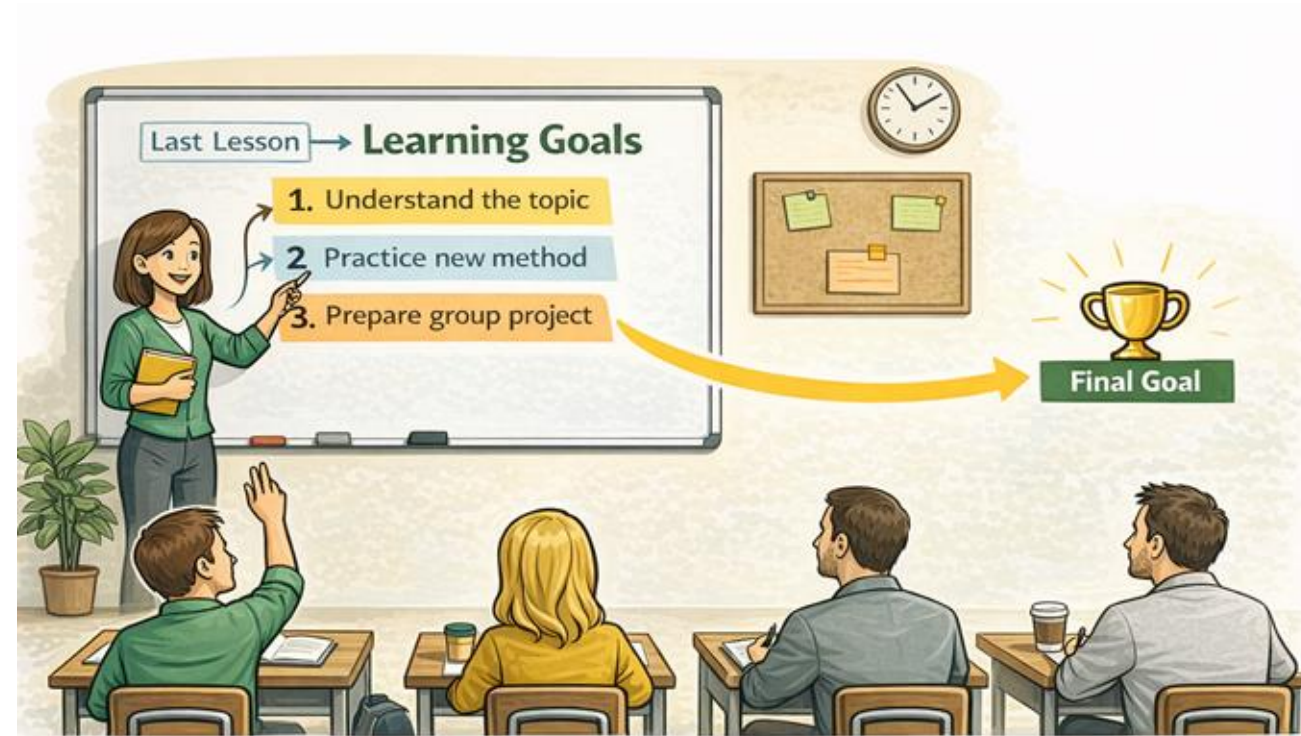 Last Lesson → Learning Goals
1. Understand the topic
2 Practice new method
3. Prepare group project
Final Goal